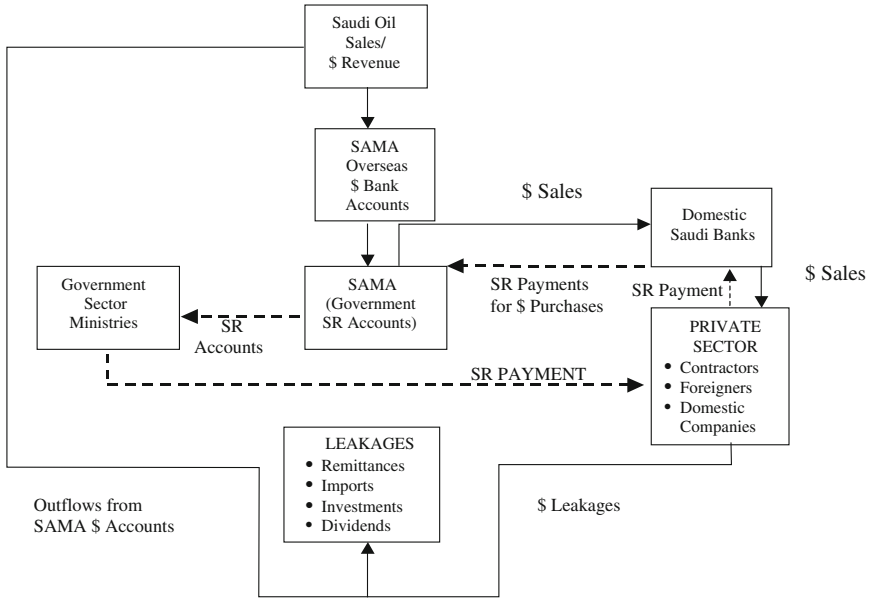 Saudi Oil
Sales/
$ Revenue
SAMA
Overseas
$ Bank
Accounts
$ Sales
Domestic
Saudi Banks
Government
Sector
Ministries
SAMA
(Government
SR Accounts)
SR Payments
for $ Purchases
SR Payment
$ Sales
SR
Accounts
PRIVATE
SECTOR
• Contractors
• Foreigners
• Domestic
Companies
SR PAYMENT
LEAKAGES
• Remittances
• Imports
• Investments
• Dividends
Outflows from
SAMA $ Accounts
$ Leakages